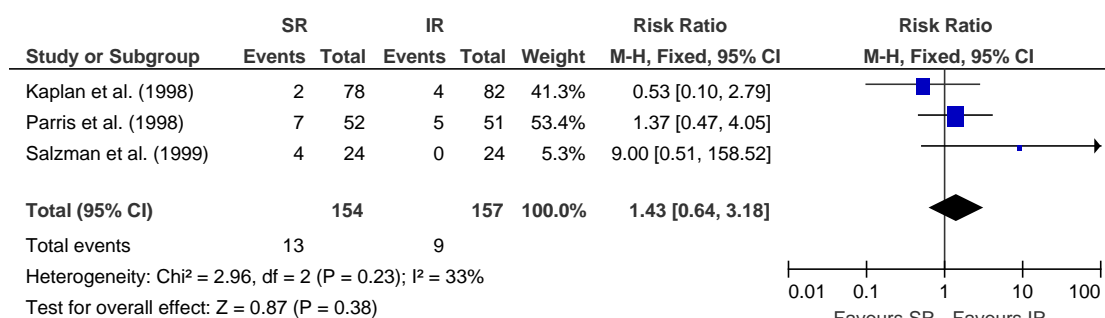 SR IR Risk Ratio Risk Ratio
Study or Subgroup Events Total Events Total Weight M-H, Fixed, 95% CI M-H, Fixed, 95% CI
Kaplan et al. (1998) 2 78 4 82 41.3% 0.53 [0.10, 2.79]
Parris et al. (1998) 7 52 5 51 53.4% 1.37 [0.47, 4.05]
Salzman et al. (1999) 4 24 0 24 5.3% 9.00 [0.51, 158.52]
Total (95% CI) 154 157 100.0% 1.43 [0.64, 3.18]
Total events 13 9
Heterogeneity: Chi² = 2.96, df = 2 (P = 0.23); I² = 33%
Test for overall effect: Z = 0.87 (P = 0.38)
0.01 0.1 1 10 100
Favours SR Favours IR